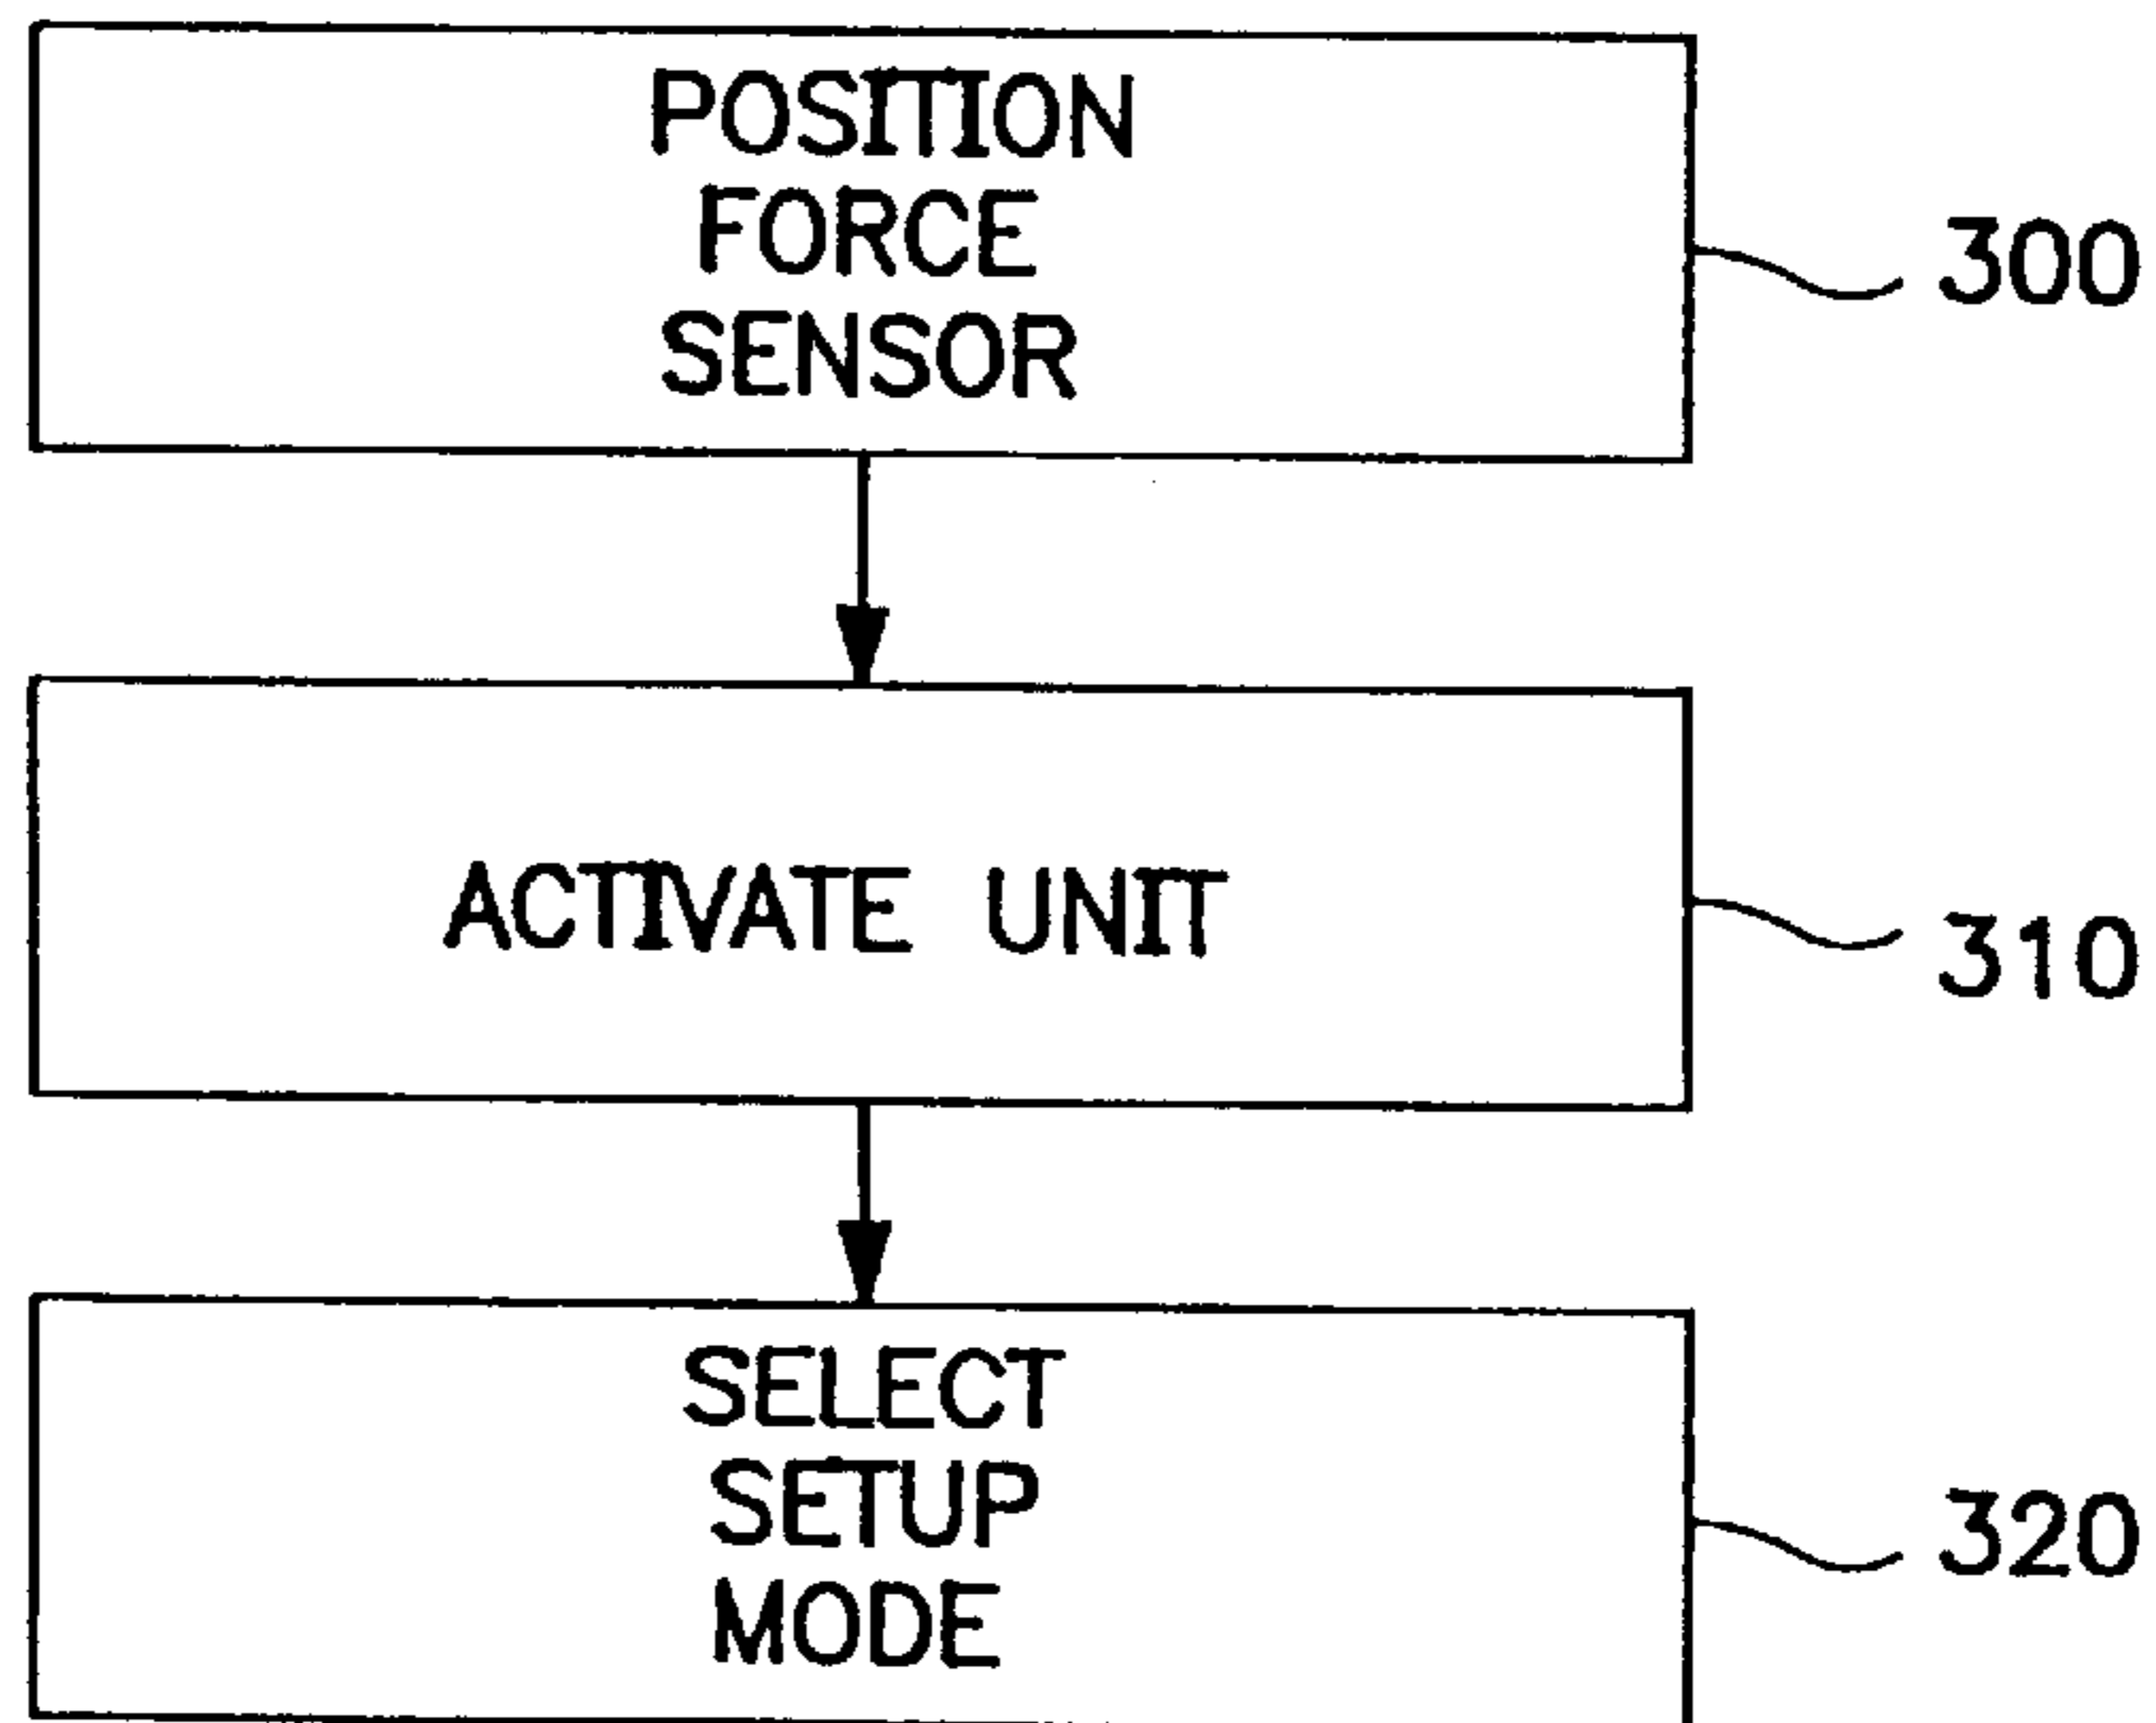 POSITION
FORCE
SENSOR
300
ACTIVATE UNIT
310
SELECT
SETUP
MODE
320